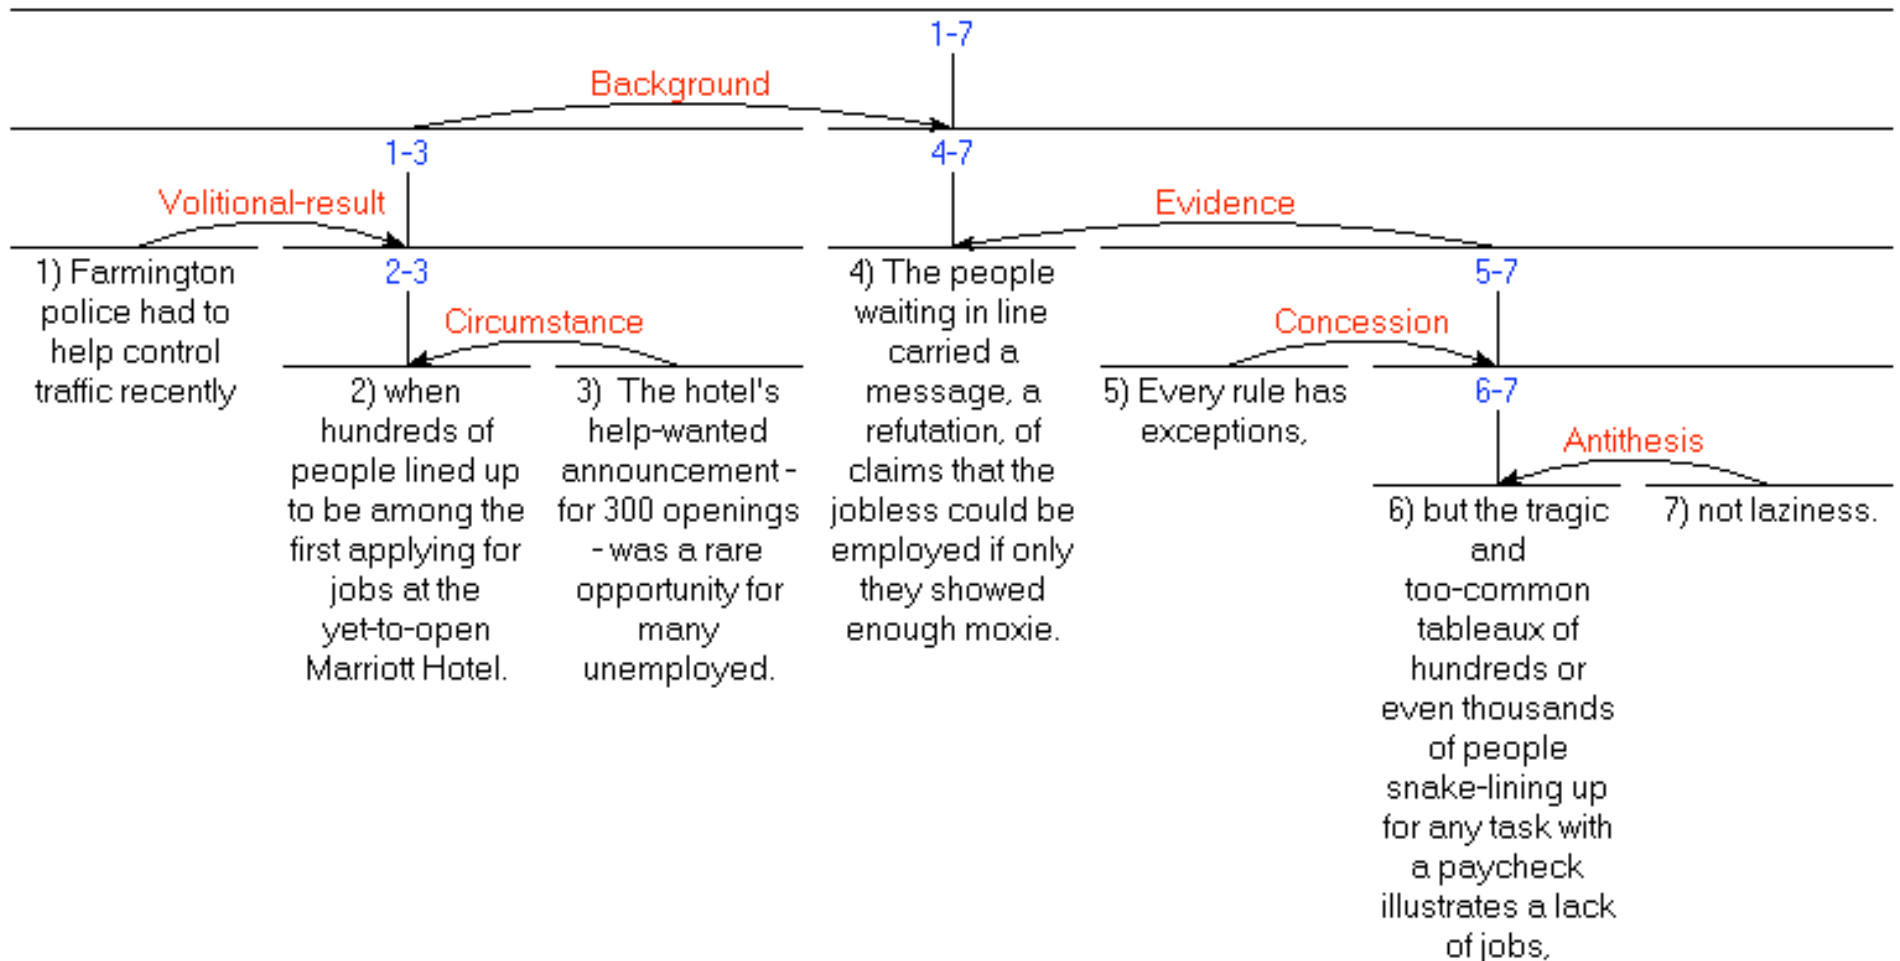 1-7
Background
1-3
4-7
Volitional-result
Evidence
1) Farmington
police had to
help control
traffic recently
2-3
Circumstance
2) when
hundreds of
people lined up
to be among the
first applying for
jobs at the
yet-to-open
Marriott Hotel.
3) The hotel's
help-wanted
announcement -
for 300 openings
- was a rare
opportunity for
many
unemployed.
4) The people
waiting in line
carried a
message, a
refutation, of
claims that the
jobless could be
employed if only
they showed
enough moxie.
5-7
Concession
5) Every rule has
exceptions,
6-7
Antithesis
6) but the tragic
and
too-common
tableaux of
hundreds or
even thousands
of people
snake-lining up
for any task with
a paycheck
illustrates a lack
of jobs,
7) not laziness.